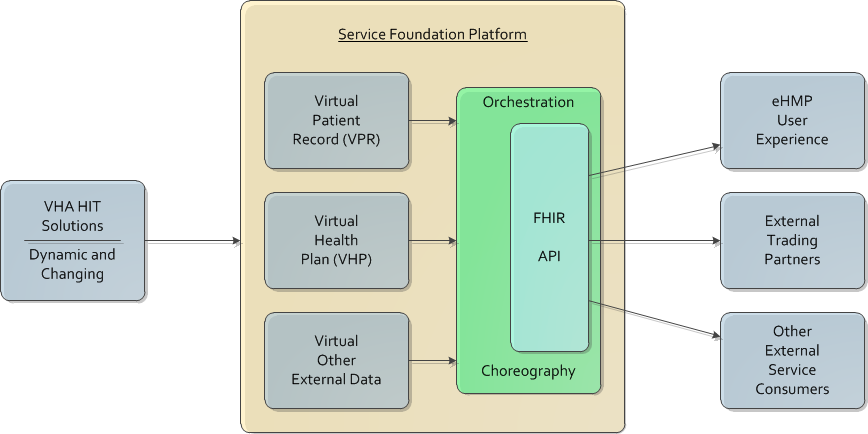 Service Foundation Platform
VHA HIT
Solutions
Dynamic and
Changing
Virtual
Patient
Record (VPR)
Virtual
Health
Plan (VHP)
Virtual
Other
External Data
Orchestration
FHIR
API
Choreography
eHMP
User
Experience
External
Trading
Partners
Other
External
Service
Consumers